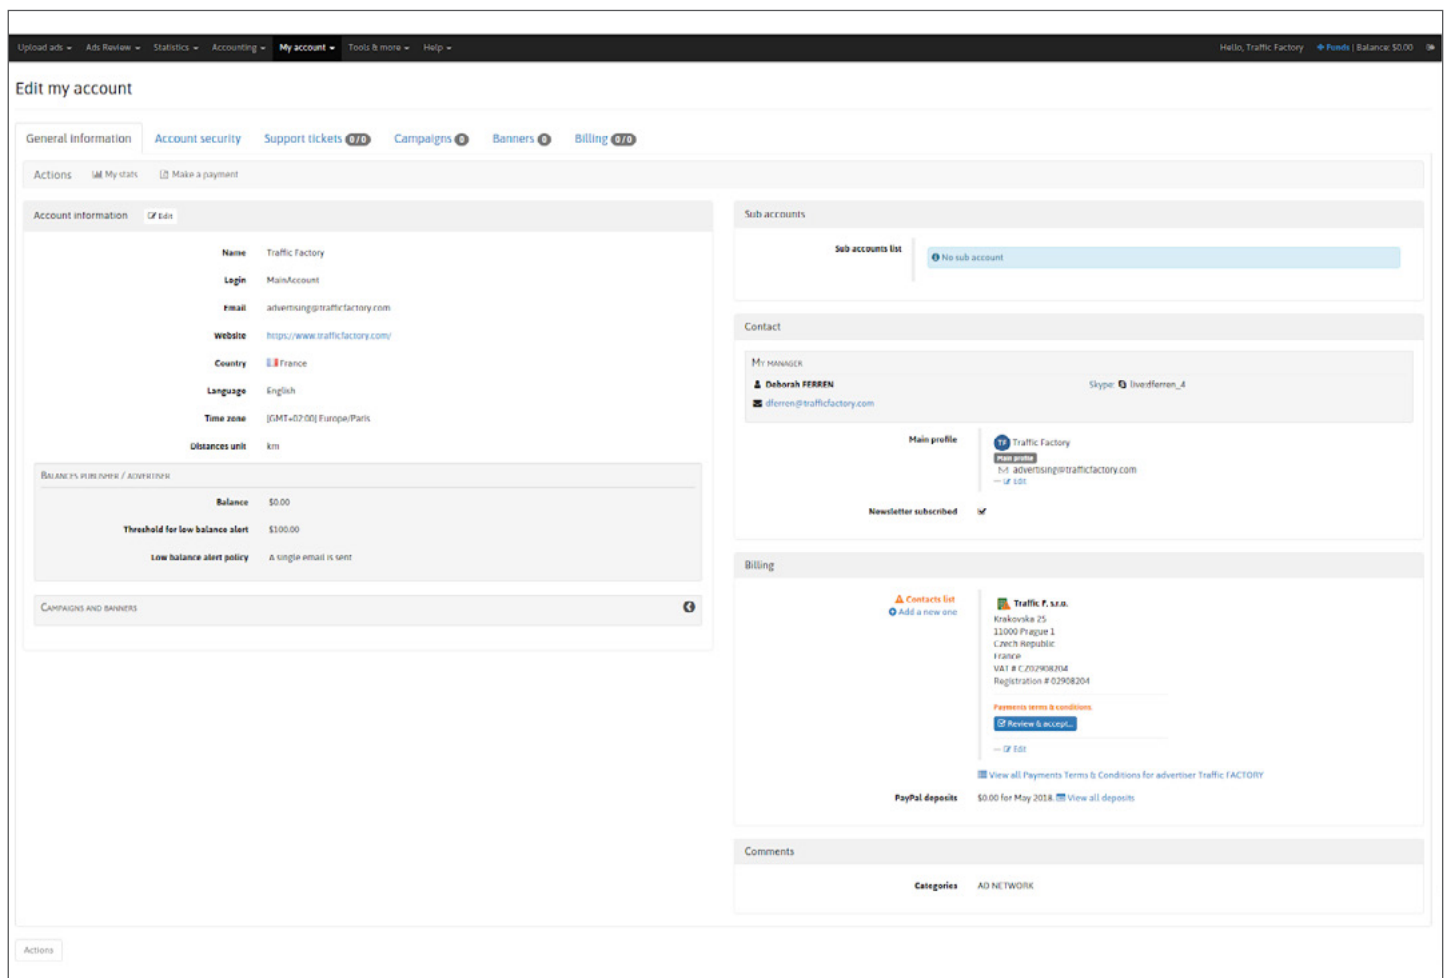 Upload ads Ads Review Statistics Accounting My account Tools & more Help Hello, Traffic Factory Funds | Balance: $0.00
Edit my account
General information Account security Support tickets 0/0 Campaigns 0 Banners 0 Billing 0/0
Actions My stats Make a payment
Account information Edit
Name Traffic Factory
Login MainAccount
Email advertising@trafficfactory.com
Website https://www.trafficfactory.com/
Country France
Language English
Time zone [GMT+02:00] Europe/Paris
Distances unit km
BALANCES PUBLISHER / ADVERTISER
Balance $0.00
Threshold for low balance alert $100.00
Low balance alert policy A single email is sent
CAMPAIGNS AND BANNERS
Sub accounts
Sub accounts list No sub account
Contact
MY MANAGER
Deborah FERREN Skype: live:dferren_4
dferren@trafficfactory.com
Main profile TF Traffic Factory
Main profile
advertising@trafficfactory.com
— Edit
Newsletter subscribed
Billing
Contacts list
Add a new one
Traffic F. s.r.o.
Krakovska 25
11000 Prague 1
Czech Republic
France
VAT # CZ02908204
Registration # 02908204
Payments terms & conditions.
Review & accept...
— Edit
View all Payments Terms & Conditions for advertiser Traffic FACTORY
PayPal deposits $0.00 for May 2018. View all deposits
Comments
Categories AD NETWORK
Actions